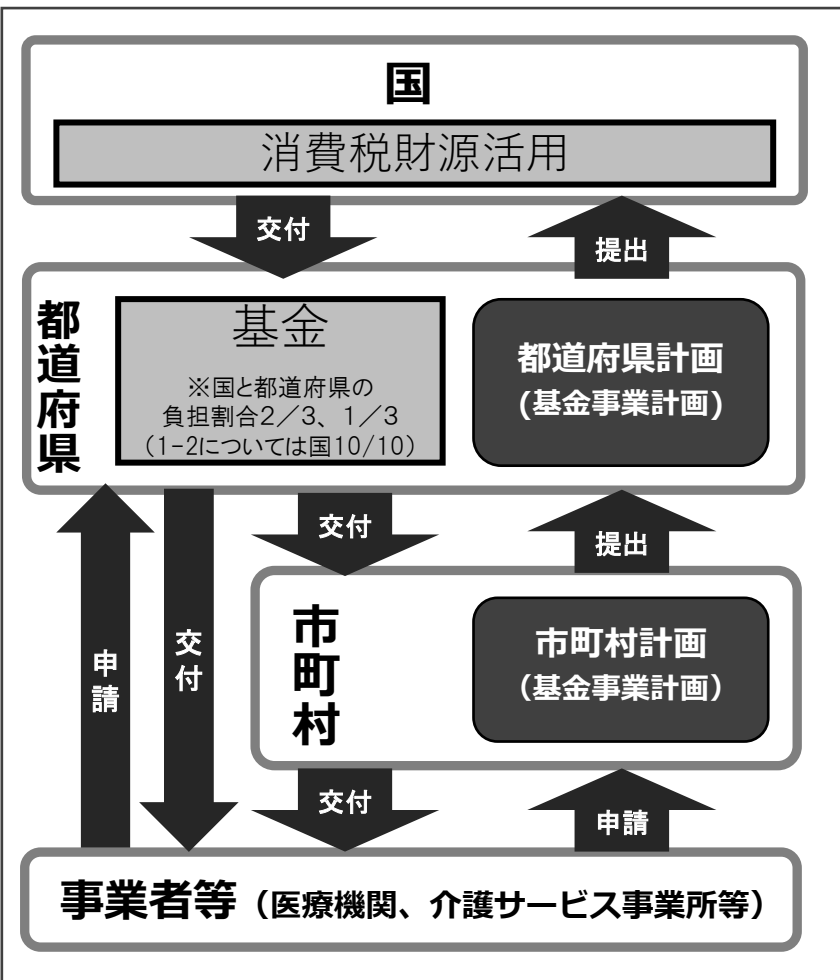 国
消費税財源活用
交付
提出
都道府県
基金
※国と都道府県の
負担割合2/3、1/3
(1-2については国10/10)
都道府県計画
(基金事業計画)
申請
交付
交付
提出
市町村
市町村計画
(基金事業計画)
交付
申請
事業者等(医療機関、介護サービス事業所等)